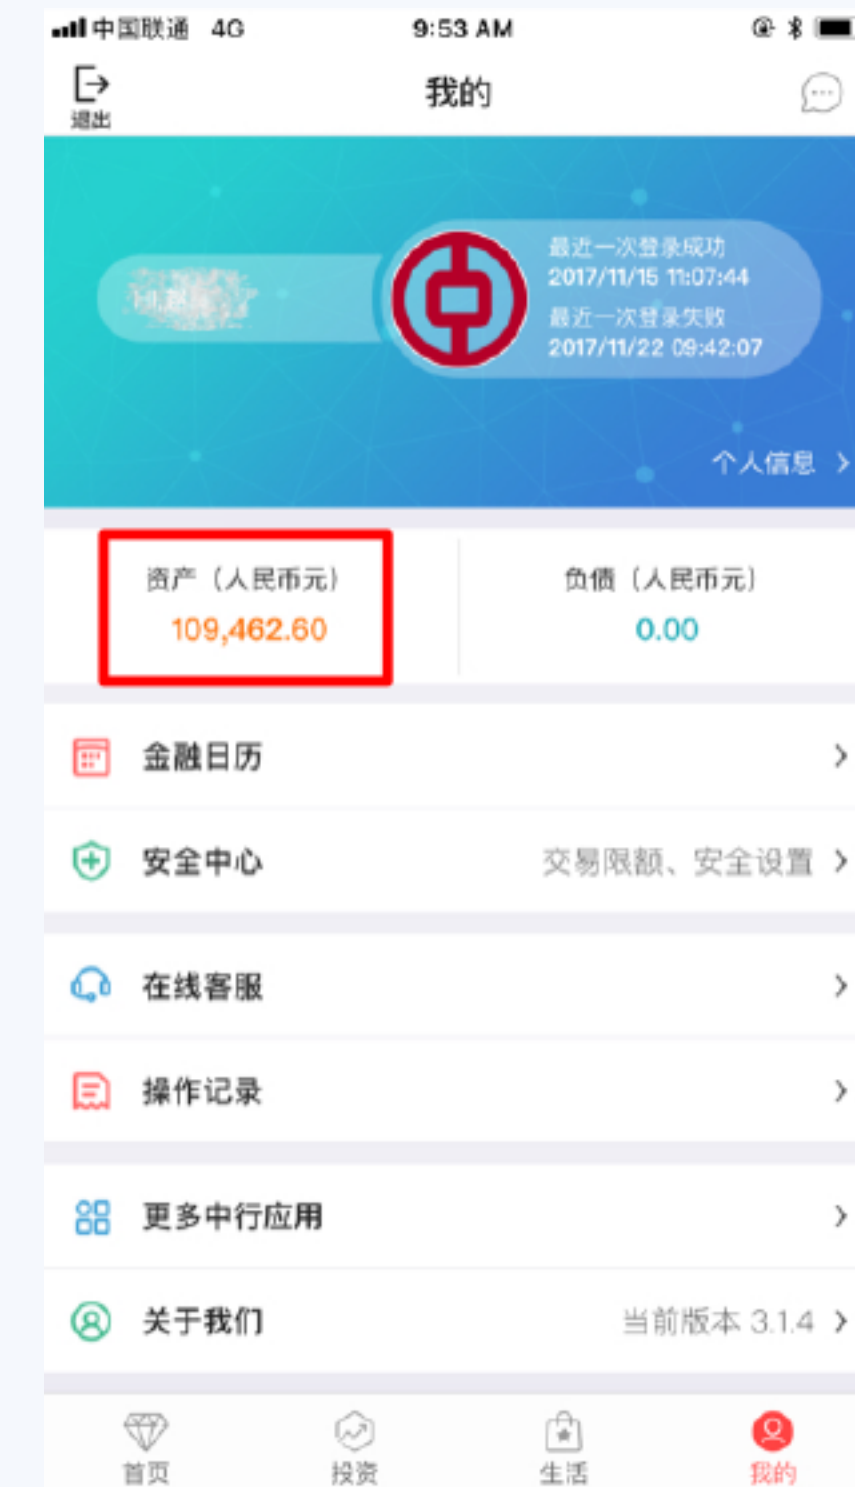 中国联通 4G 9:53 AM
退出
我的
最近一次登录成功
2017/11/15 11:07:44
最近一次登录失败
2017/11/22 09:42:07
个人信息
资产（人民币元） 负债（人民币元）
109,462.60 0.00
金融日历
安全中心 交易限额、安全设置
在线客服
操作记录
更多中行应用
关于我们 当前版本 3.1.4
首页 投资 生活 我的